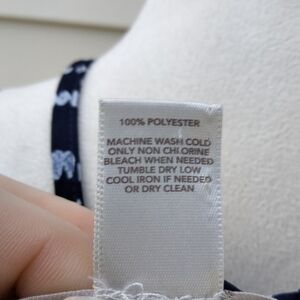 100% POLYESTER
MACHINE WASH COLD
ONLY NON CHLORINE
BLEACH WHEN NEEDED
TUMBLE DRY LOW
COOL IRON IF NEEDED
OR DRY CLEAN